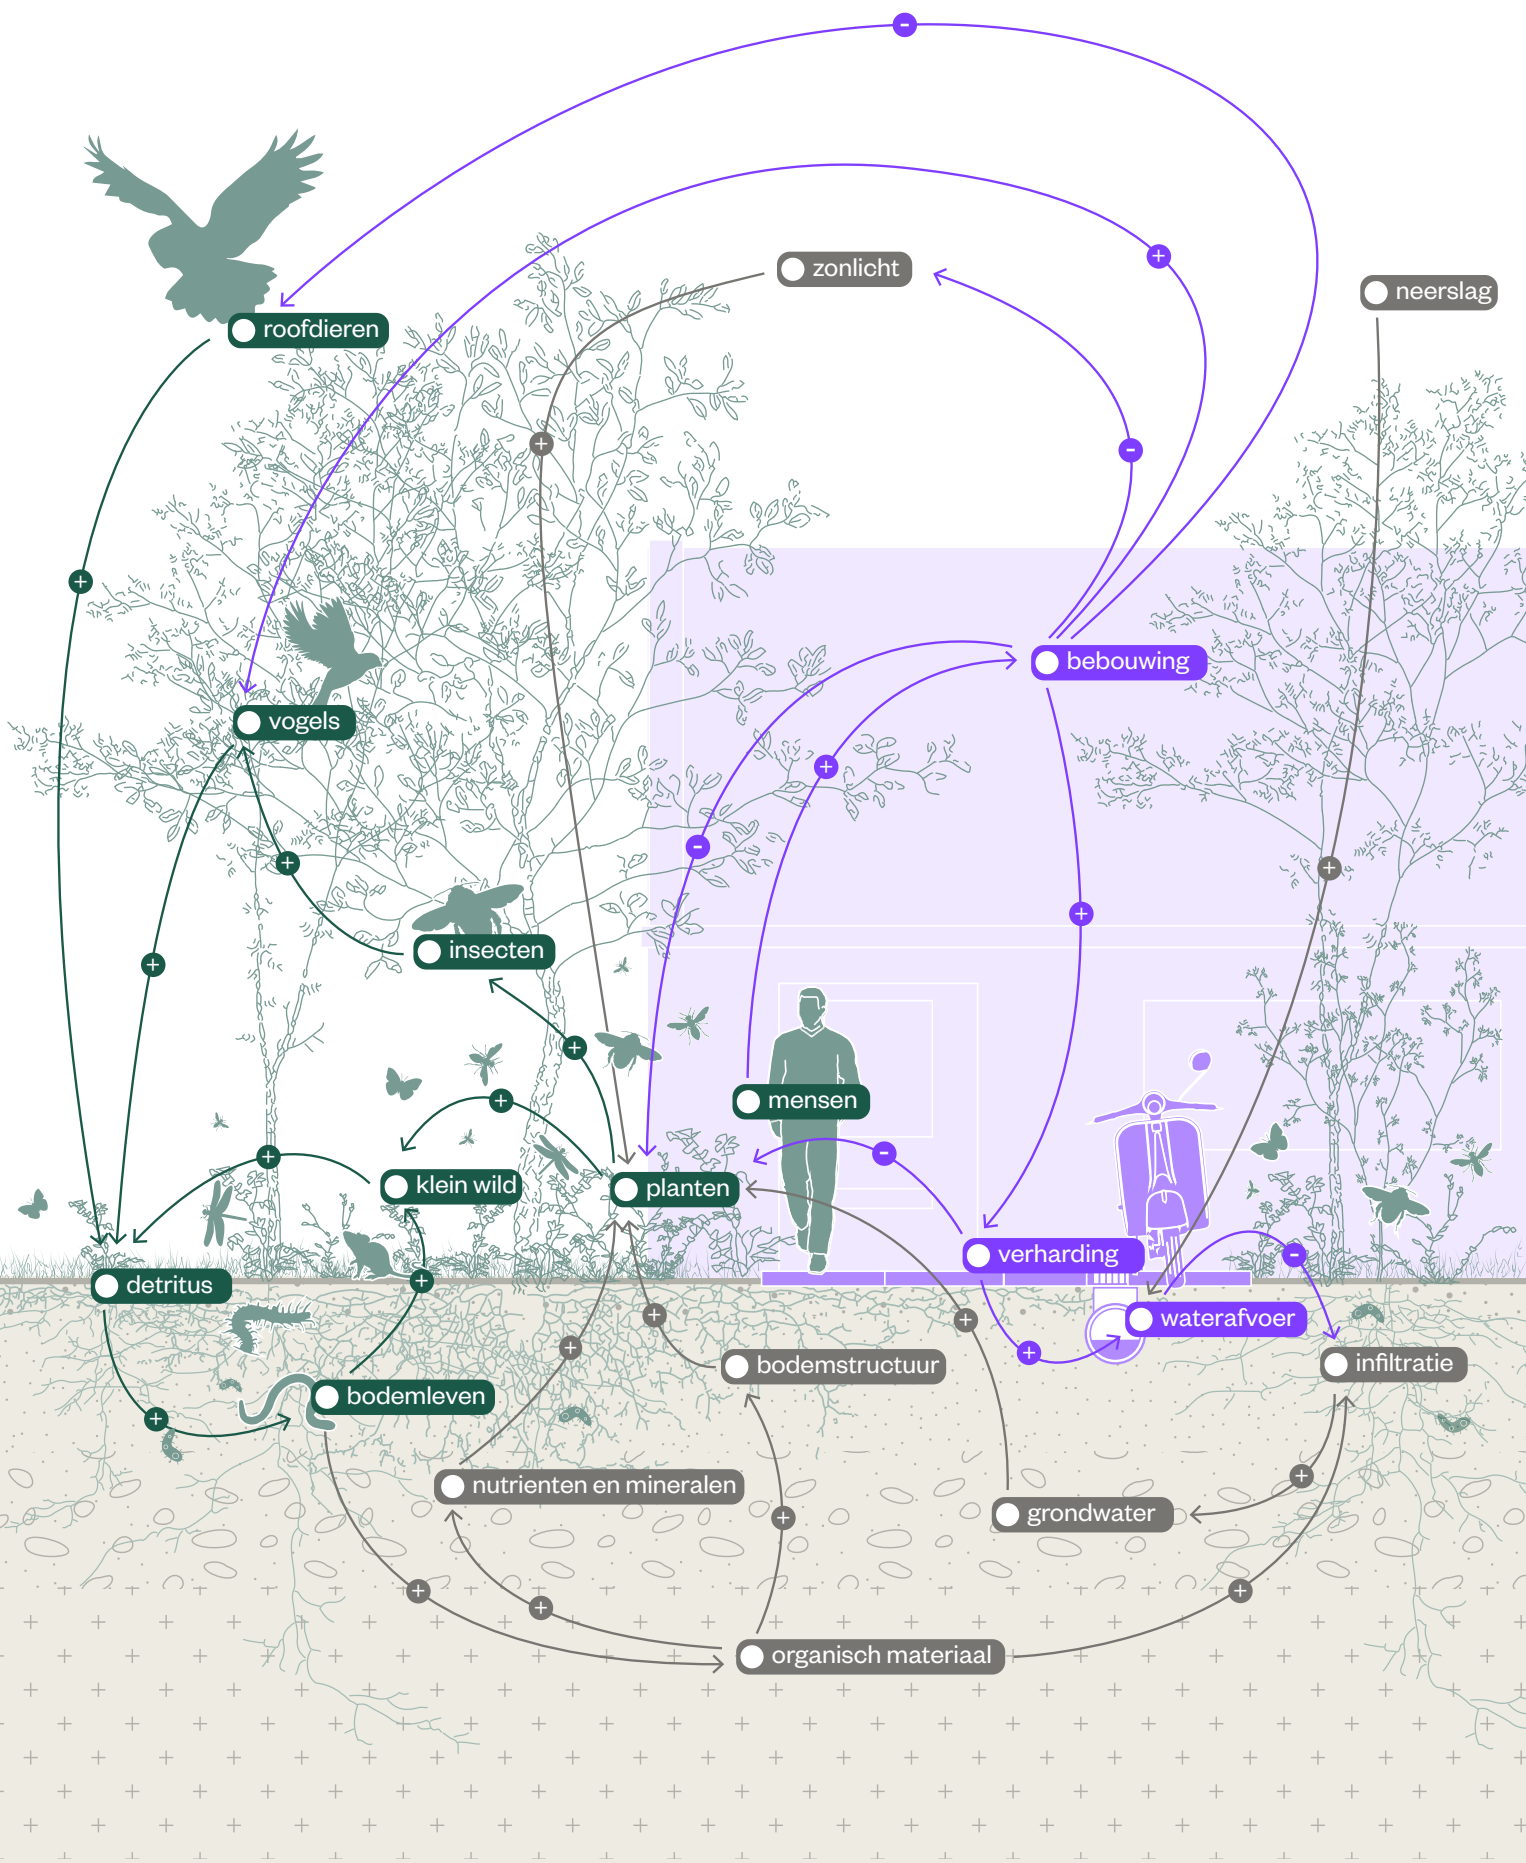 zonlicht
neerslag
roofdieren
bebouwing
vogels
insecten
mensen
klein wild
planten
verharding
detritus
waterafvoer
bodemstructuur
infiltratie
bodemleven
nutrienten en mineralen
grondwater
organisch materiaal